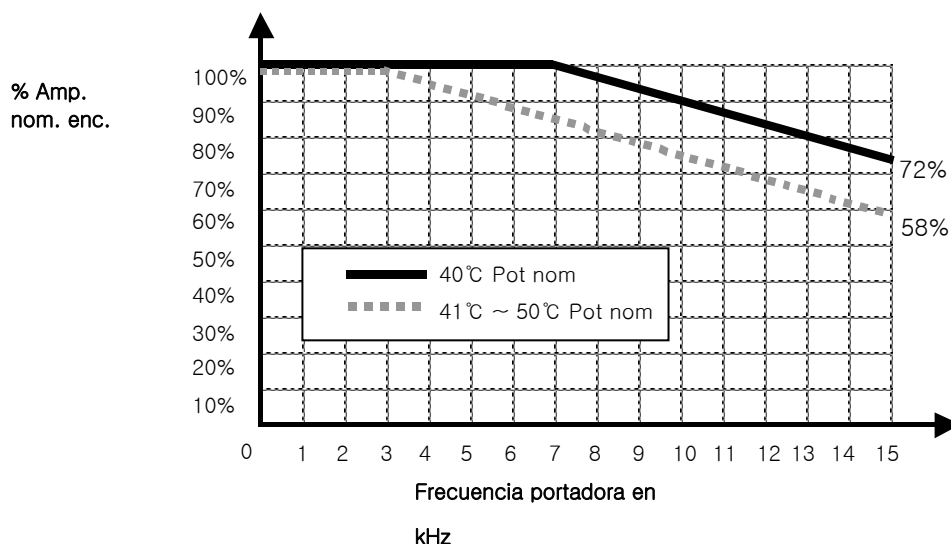 % Amp.
nom. enc.
100%
90%
80%
70%
60%
50%
40%
30%
20%
10%
72%
58%
40℃ Pot nom
41℃ ~ 50℃ Pot nom
0 1 2 3 4 5 6 7 8 9 10 11 12 13 14 15
Frecuencia portadora en
kHz